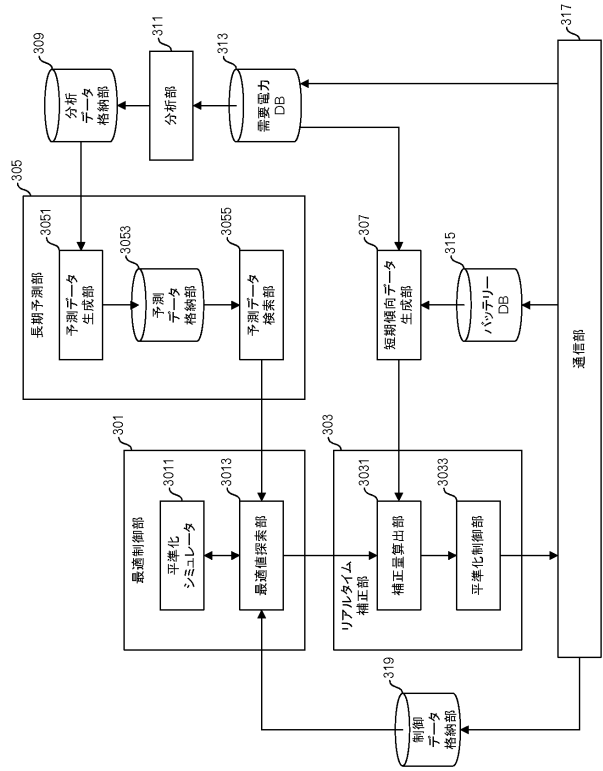 305
長期予測部
3051
予測データ
生成部
3053
予測
データ
格納部
3055
予測データ
検索部
309
分析
データ
格納部
311
分析部
313
需要電力
DB
301
最適制御部
3011
平準化
シミュレータ
3013
最適値探索部
303
リアルタイム
補正部
3031
補正量算出部
3033
平準化制御部
307
短期傾向データ
生成部
315
バッテリー
DB
319
制御
データ
格納部
317
通信部